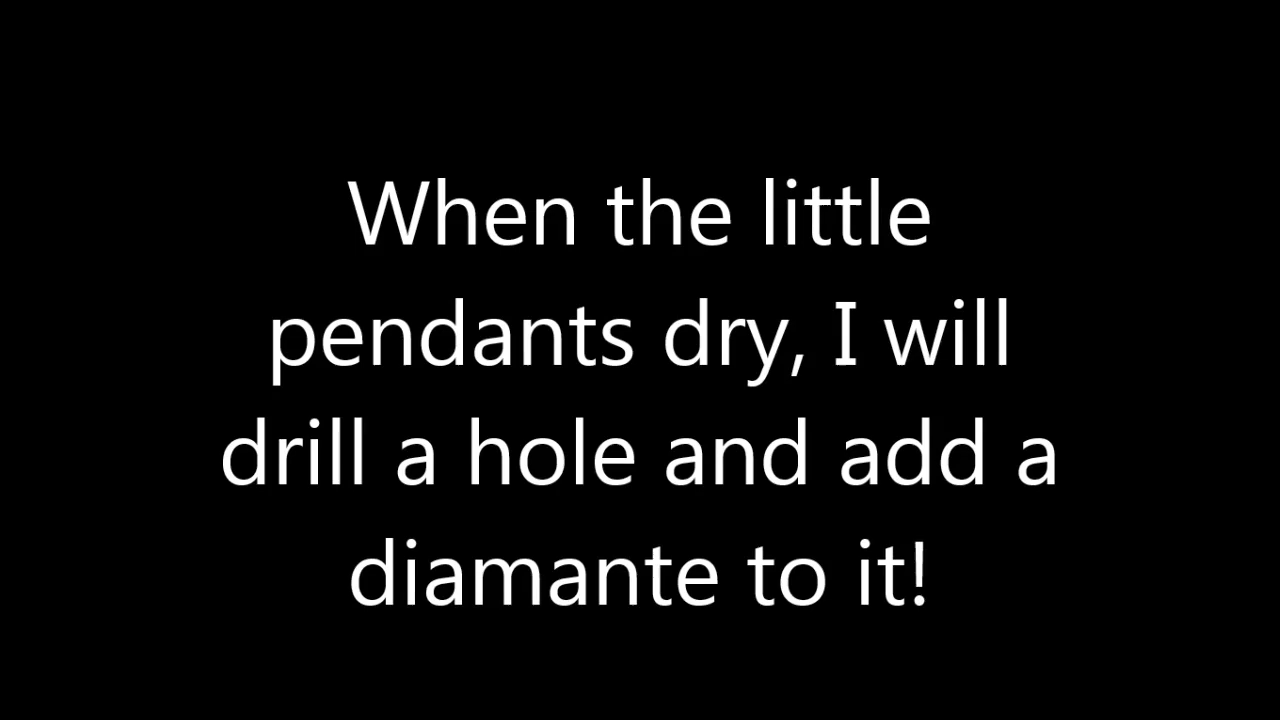 When the little
pendants dry, I will
drill a hole and add a
diamante to it!